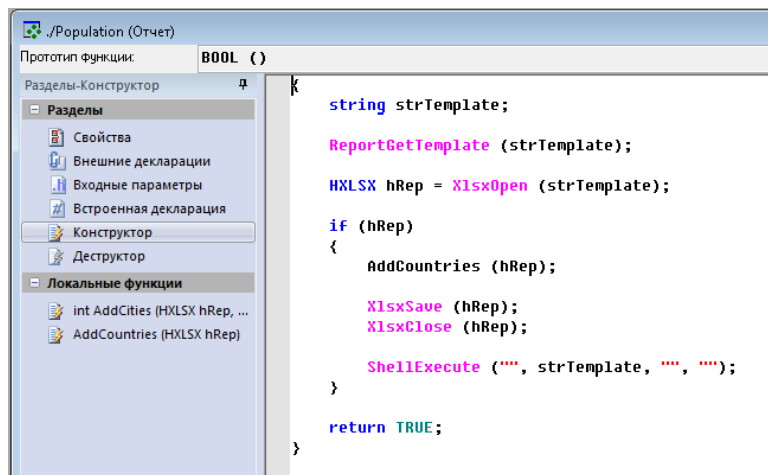 ./Population (Отчет)
Прототип функции: BOOL ()
Разделы-Конструктор
Разделы
Свойства
Внешние декларации
Входные параметры
Встроенная декларация
Конструктор
Деструктор
Локальные функции
int AddCities (HXLSX hRep, ...
AddCountries (HXLSX hRep)
{
string strTemplate;
ReportGetTemplate (strTemplate);
HXLSX hRep = XlsxOpen (strTemplate);
if (hRep)
{
AddCountries (hRep);
XlsxSave (hRep);
XlsxClose (hRep);
ShellExecute ("", strTemplate, "", "");
}
return TRUE;
}